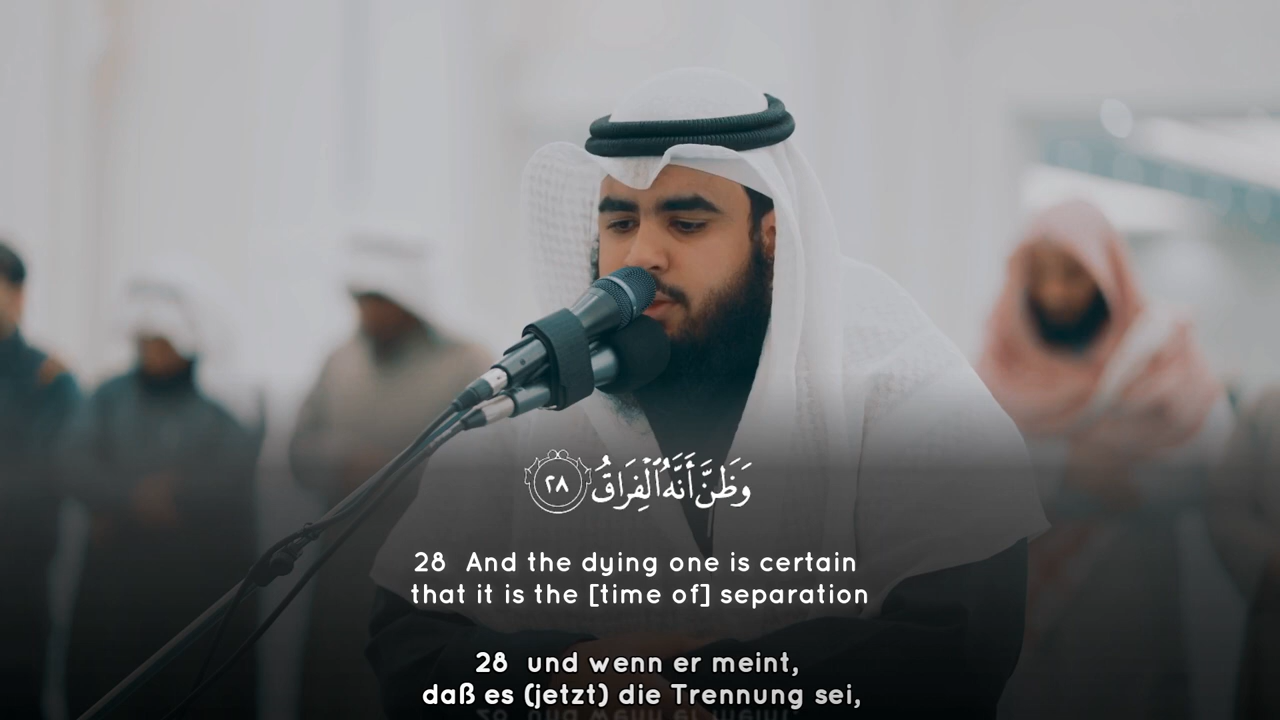 وَظَنَّ أَنَّهُ ٱلْفِرَاقُ ٢٨
28 And the dying one is certain
that it is the [time of] separation
28 und wenn er meint,
daß es (jetzt) die Trennung sei,